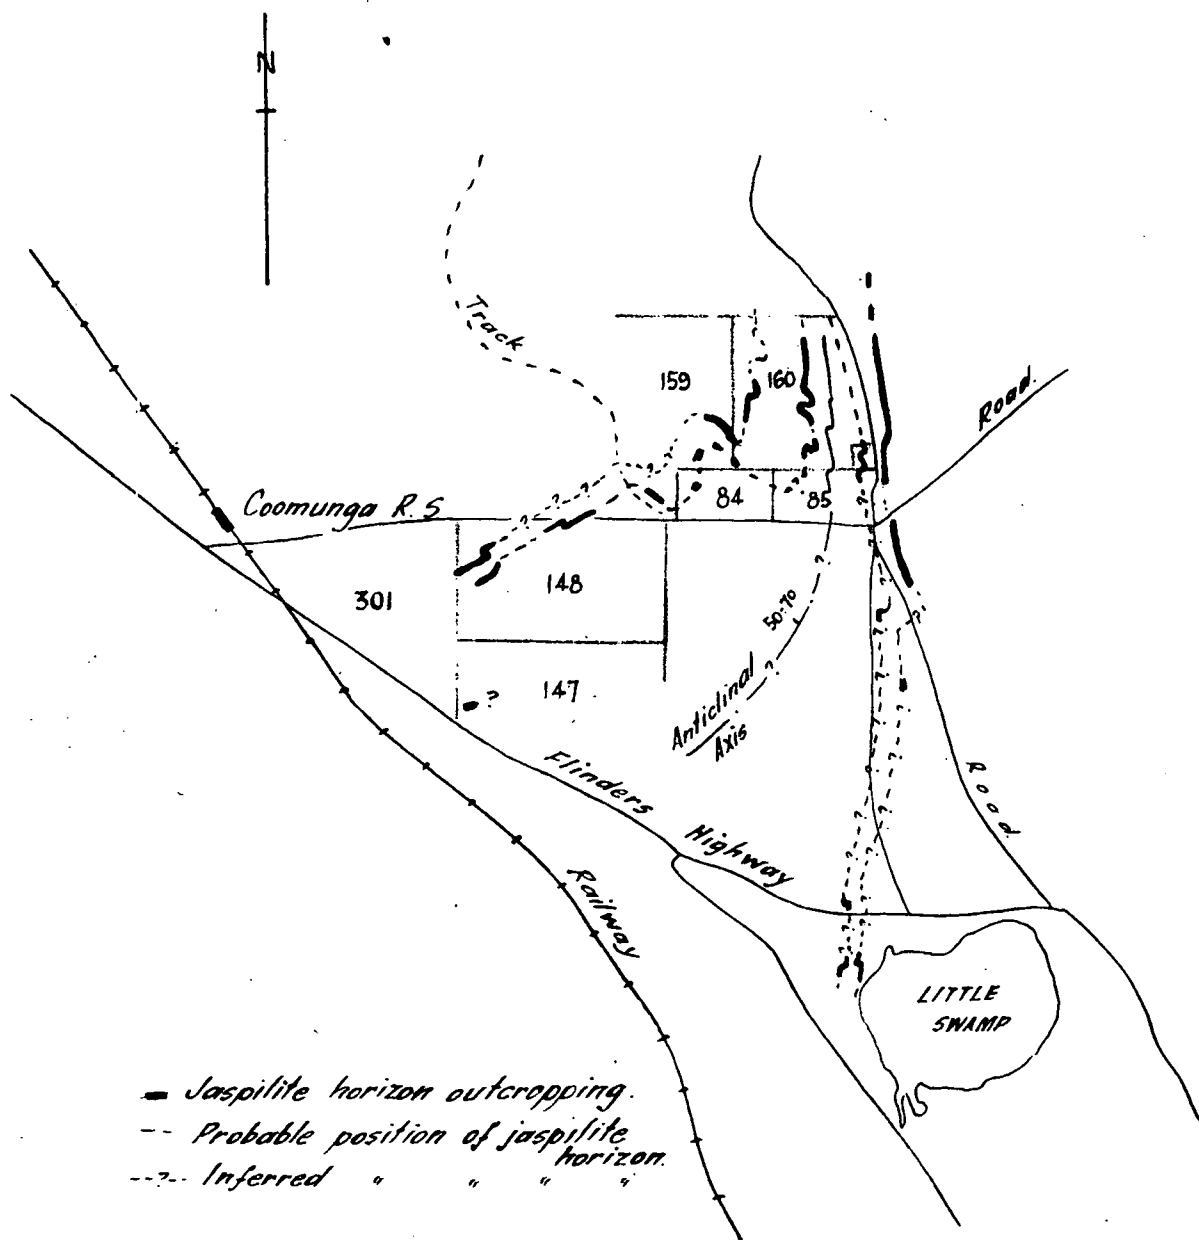 N
Track
159
160
Road.
Coomunga R.S
84
85
301
148
50-70
147
?
Anticlinal
Axis
Flinders
Highway
Road.
Railway
LITTLE
SWAMP
Jaspilite horizon outcropping.
-- Probable position of jaspilite
horizon.
--?-- Inferred " " " "